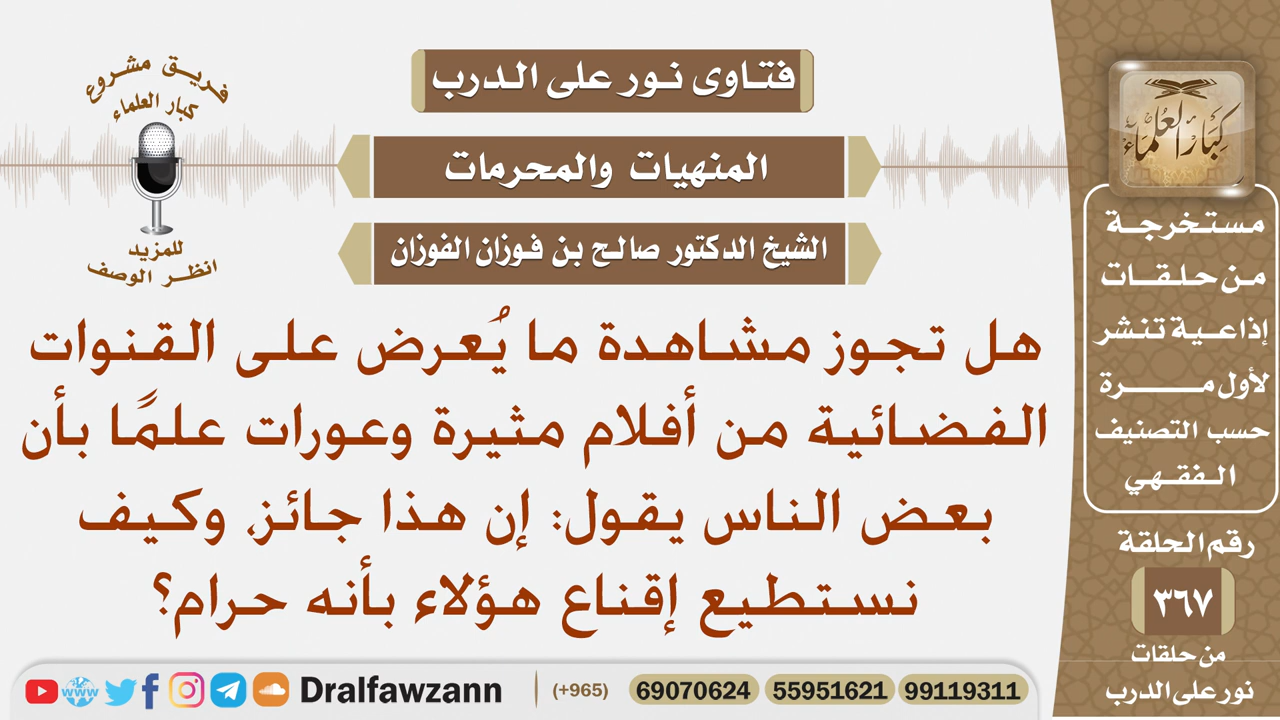 فتاوى نور على الدرب
المنهيات والمحرمات
الشيخ الدكتور صالح بن فوزان الفوزان
فريق مشروع
كبار العلماء
للمزيد
انظر الوصف
هل تجوز مشاهدة ما يُعرض على القنوات
الفضائية من أفلام مثيرة وعورات علمًا بأن
بعض الناس يقول: إن هذا جائز، وكيف
نستطيع إقناع هؤلاء بأنه حرام؟
كِبَارُ العُلَمَاء
مستخرجة
من حلقات
إذاعية تنشر
لأول مرة
حسب التصنيف
الفقهي
رقم الحلقة
٣٦٧
من حلقات
نور على الدرب
www
Dralfawzann
(+965)
69070624
55951621
99119311